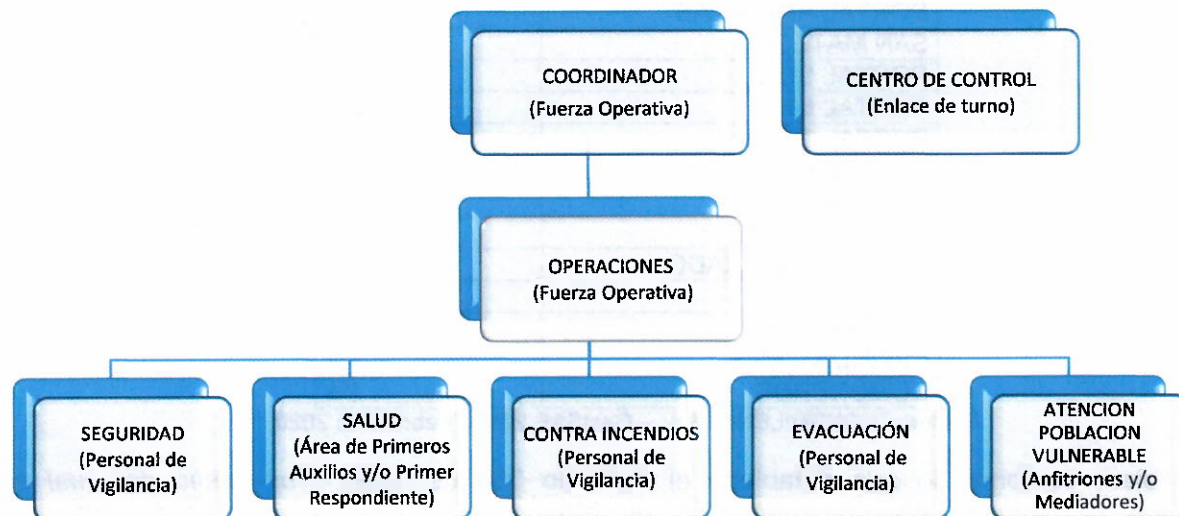 COORDINADOR
(Fuerza Operativa)
CENTRO DE CONTROL
(Enlace de turno)
OPERACIONES
(Fuerza Operativa)
SEGURIDAD
(Personal de
Vigilancia)
SALUD
(Área de Primeros
Auxilios y/o Primer
Respondiente)
CONTRA INCENDIOS
(Personal de
Vigilancia)
EVACUACIÓN
(Personal de
Vigilancia)
ATENCION
POBLACION
VULNERABLE
(Anfitriones y/o
Mediadores)